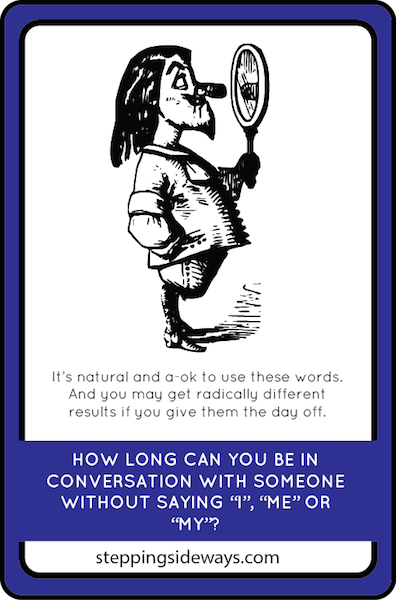 It's natural and a-ok to use these words.
And you may get radically different
results if you give them the day off.
HOW LONG CAN YOU BE IN
CONVERSATION WITH SOMEONE
WITHOUT SAYING “I”, “ME” OR
“MY”?
steppingsideways.com